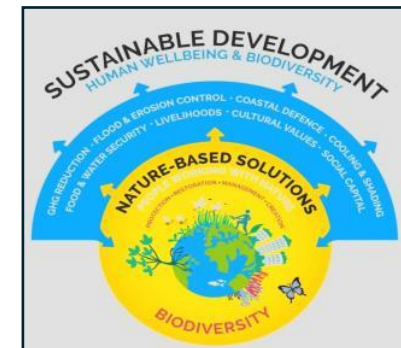 SUSTAINABLE DEVELOPMENT
HUMAN WELLBEING & BIODIVERSITY
GHG REDUCTION · FLOOD & EROSION CONTROL · COASTAL DEFENCE · COOLING & SHADING
FOOD & WATER SECURITY · LIVELIHOODS · CULTURAL VALUES · SOCIAL CAPITAL
NATURE-BASED SOLUTIONS
PEOPLE WORKING WITH NATURE
PROTECTION · RESTORATION · MANAGEMENT · CREATION
BIODIVERSITY